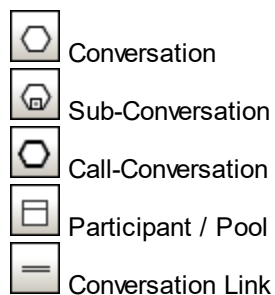 Conversation
Sub-Conversation
Call-Conversation
Participant / Pool
Conversation Link